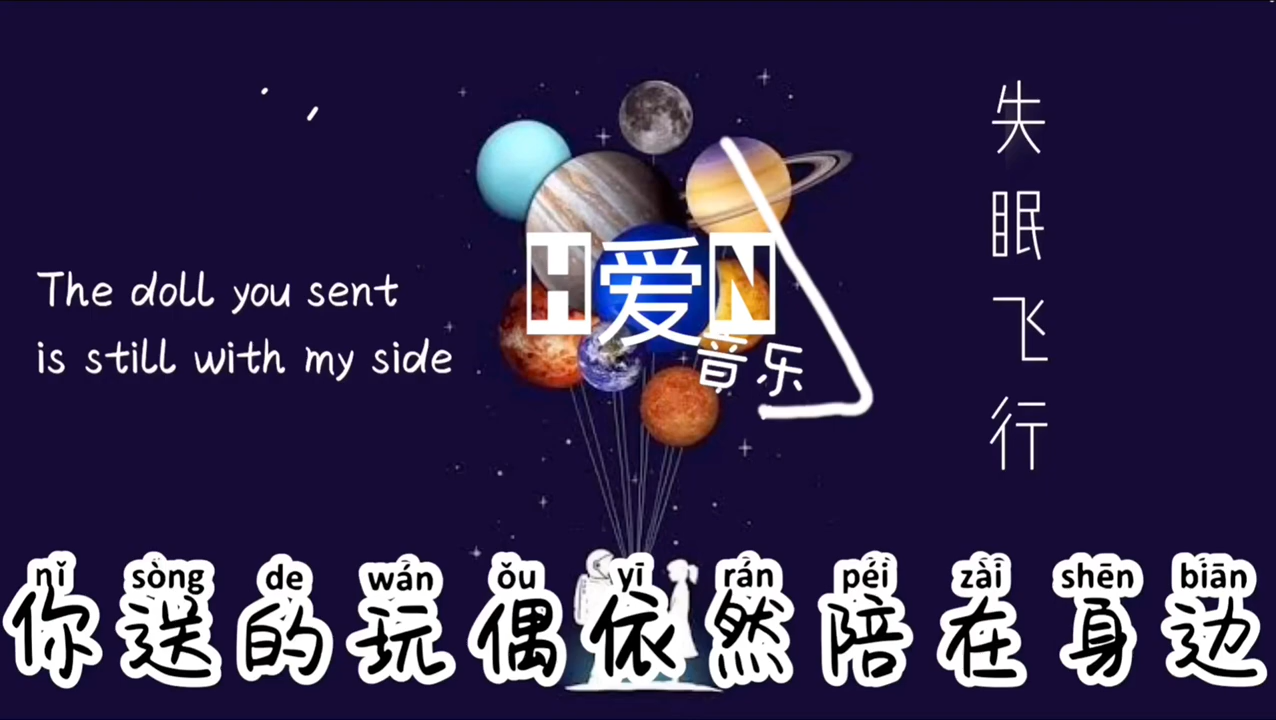 The doll you sent
is still with my side
H爱N
音乐
失眠飞行
nǐ sòng de wán ǒu yī rán péi zài shēn biān
你送的玩偶依然陪在身边